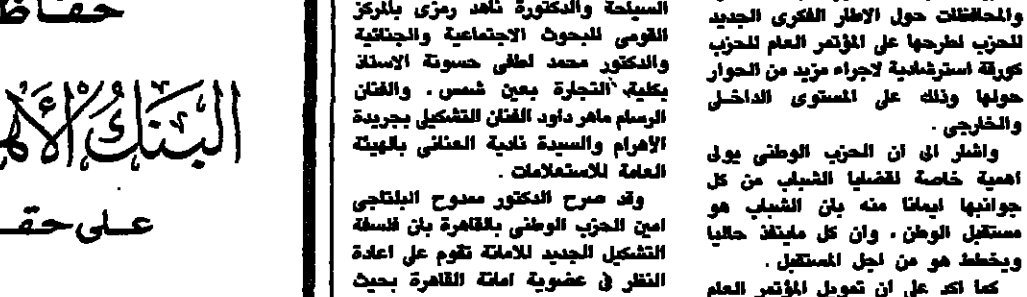 والمحافظات حول الاطار الفكرى الجديد
للحزب لطرحها على المؤتمر العام للحزب
كورقة استرشادية لاجراء مزيد من الحوار
حولها وذلك على المستوى الداخلى
والخارجى .
واشار الى ان الحزب الوطنى يولى
اهمية خاصة لقضايا الشباب من كل
جوانبها ايمانا منه بان الشباب هو
مستقبل الوطن . وان كل ماينفذ حاليا
ويخطط هو من اجل المستقبل .
كما اكد على ان تمويل المؤتمر العام
السياحة والدكتورة ناهد رمزى بالمركز
القومى للبحوث الاجتماعية والجنائية
والدكتور محمد لطفى حسونة الاستاذ
بكلية التجارة بعين شمس . والفنان
الرسام ماهر داود الفنان التشكيلى بجريدة
الأهرام والسيدة نادية العنانى بالهيئة
العامة للاستعلامات .
وقد صرح الدكتور ممدوح البلتاجى
امين الحزب الوطنى بالقاهرة بان فلسفة
التشكيل الجديد للامانة تقوم على اعادة
النظر فى عضوية امانة القاهرة بحيث
حفاظ
البنك الأه
على حق